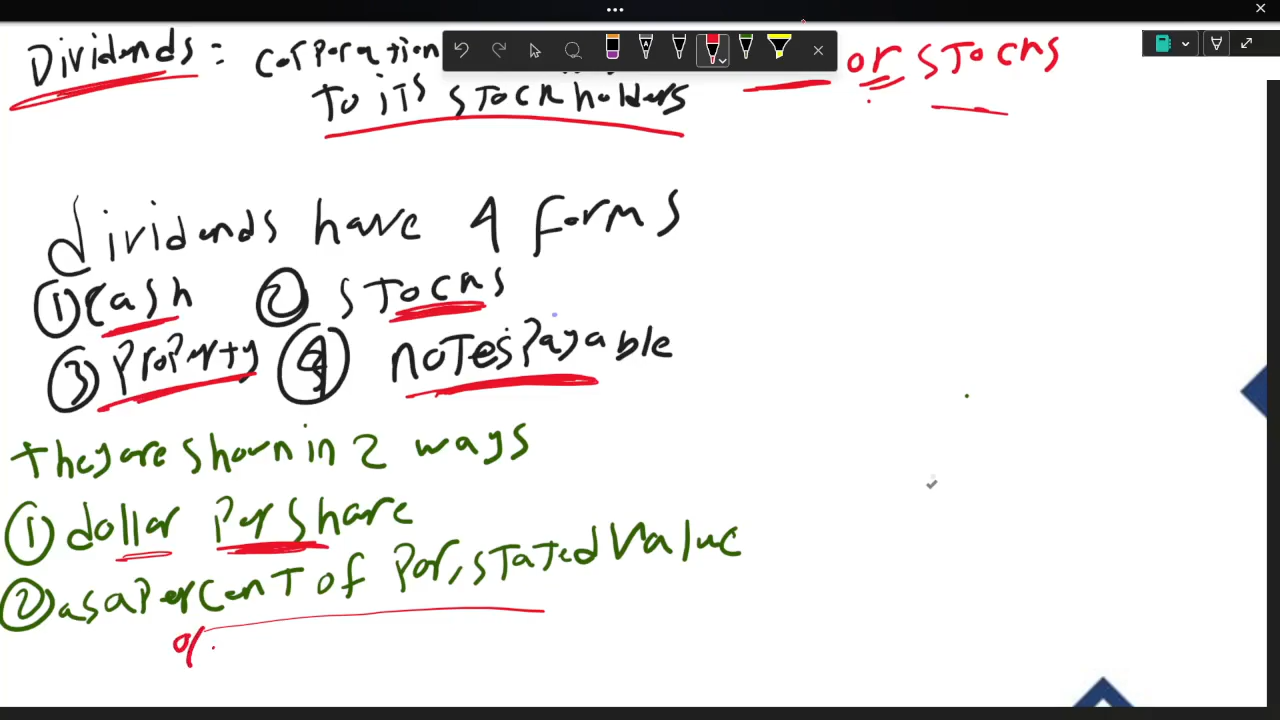 Dividends: corporation or stocks
to its stockholders
dividends have 4 forms
① cash ② stocks
③ Property ④ notes Payable
they are shown in 2 ways
① dollar Per share
② as a Percent of Par, stated value
%